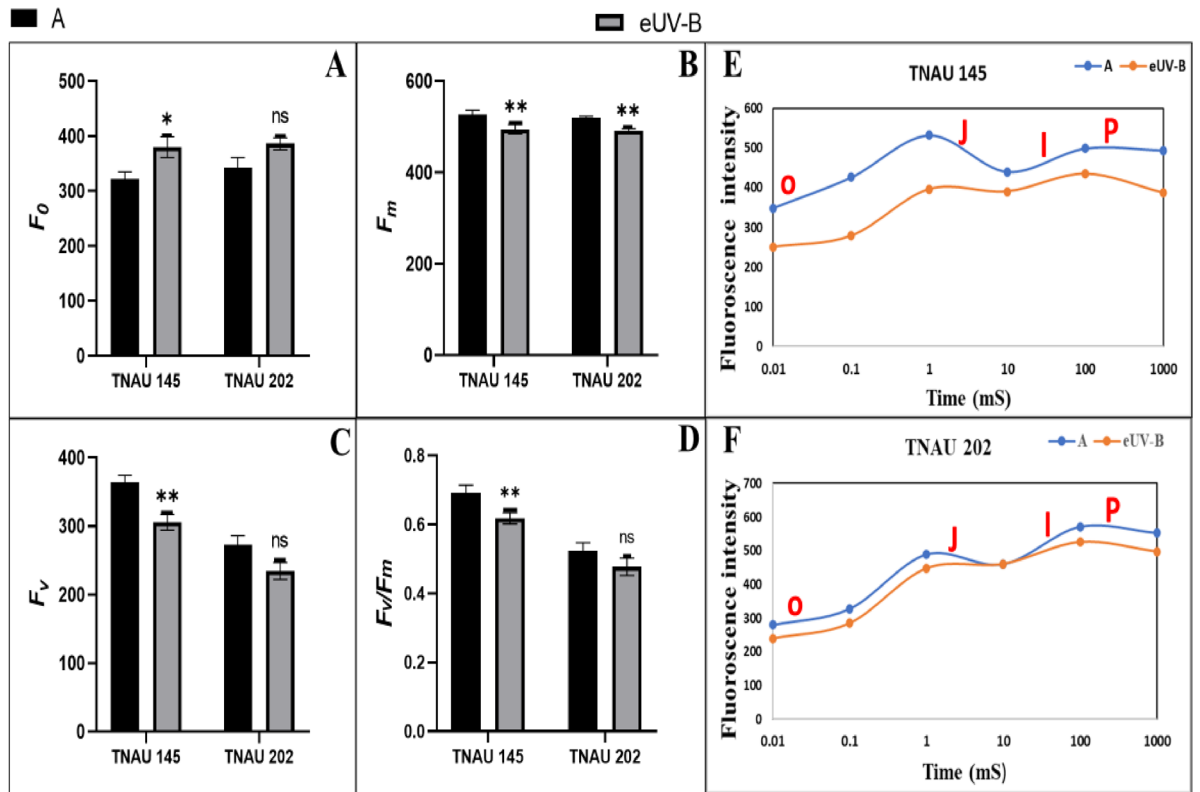 A
eUV-B
A
500
400
300
200
100
0
F0
*
ns
TNAU 145
TNAU 202
B
600
400
200
0
Fm
**
**
TNAU 145
TNAU 202
E
TNAU 145
A
eUV-B
600
500
400
300
200
100
0
Fluoroscence intensity
O
J
I
P
0.01
0.1
1
10
100
1000
Time (mS)
C
400
300
200
100
0
Fv
**
ns
TNAU 145
TNAU 202
D
0.8
0.6
0.4
0.2
0.0
Fv/Fm
**
ns
TNAU 145
TNAU 202
F
TNAU 202
A
eUV-B
700
600
500
400
300
200
100
0
Fluoroscence intensity
O
J
I
P
0.01
0.1
1
10
100
1000
Time (mS)